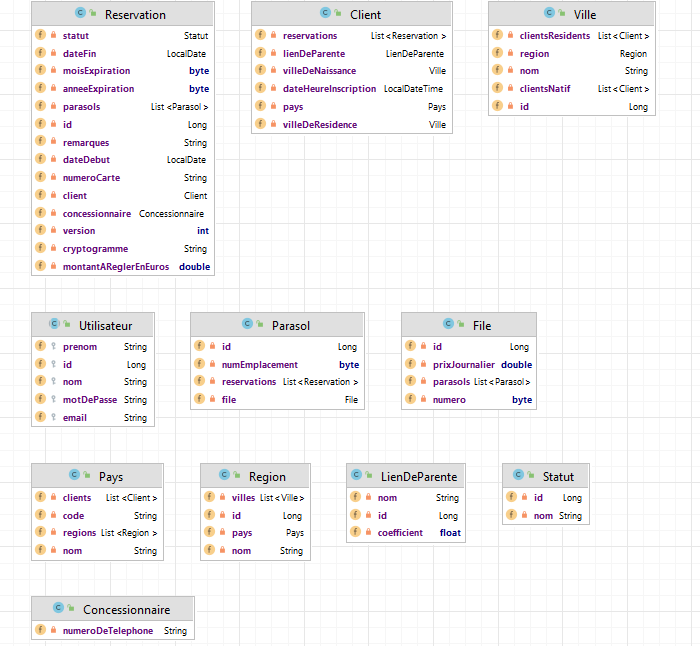 Reservation
statut Statut
dateFin LocalDate
moisExpiration byte
anneeExpiration byte
parasols List<Parasol>
id Long
remarques String
dateDebut LocalDate
numeroCarte String
client Client
concessionnaire Concessionnaire
version int
cryptogramme String
montantAReglerEnEuros double
Client
reservations List<Reservation>
lienDeParente LienDeParente
villeDeNaissance Ville
dateHeureInscription LocalDateTime
pays Pays
villeDeResidence Ville
Ville
clientsResidents List<Client>
region Region
nom String
clientsNatif List<Client>
id Long
Utilisateur
prenom String
id Long
nom String
motDePasse String
email String
Parasol
id Long
numEmplacement byte
reservations List<Reservation>
file File
File
id Long
prixJournalier double
parasols List<Parasol>
numero byte
Pays
clients List<Client>
code String
regions List<Region>
nom String
Region
villes List<Ville>
id Long
pays Pays
nom String
LienDeParente
nom String
id Long
coefficient float
Statut
id Long
nom String
Concessionnaire
numeroDeTelephone String